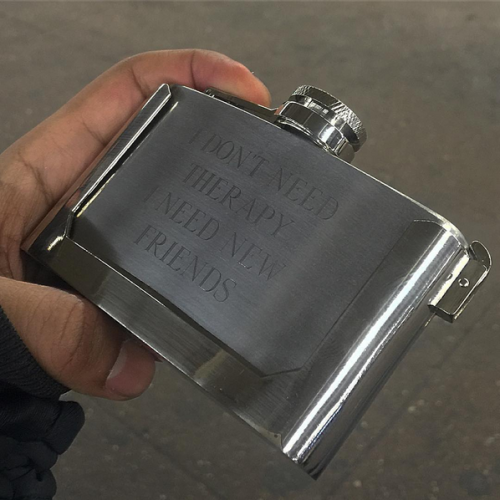 I DON'T NEED
THERAPY
I NEED NEW
FRIENDS